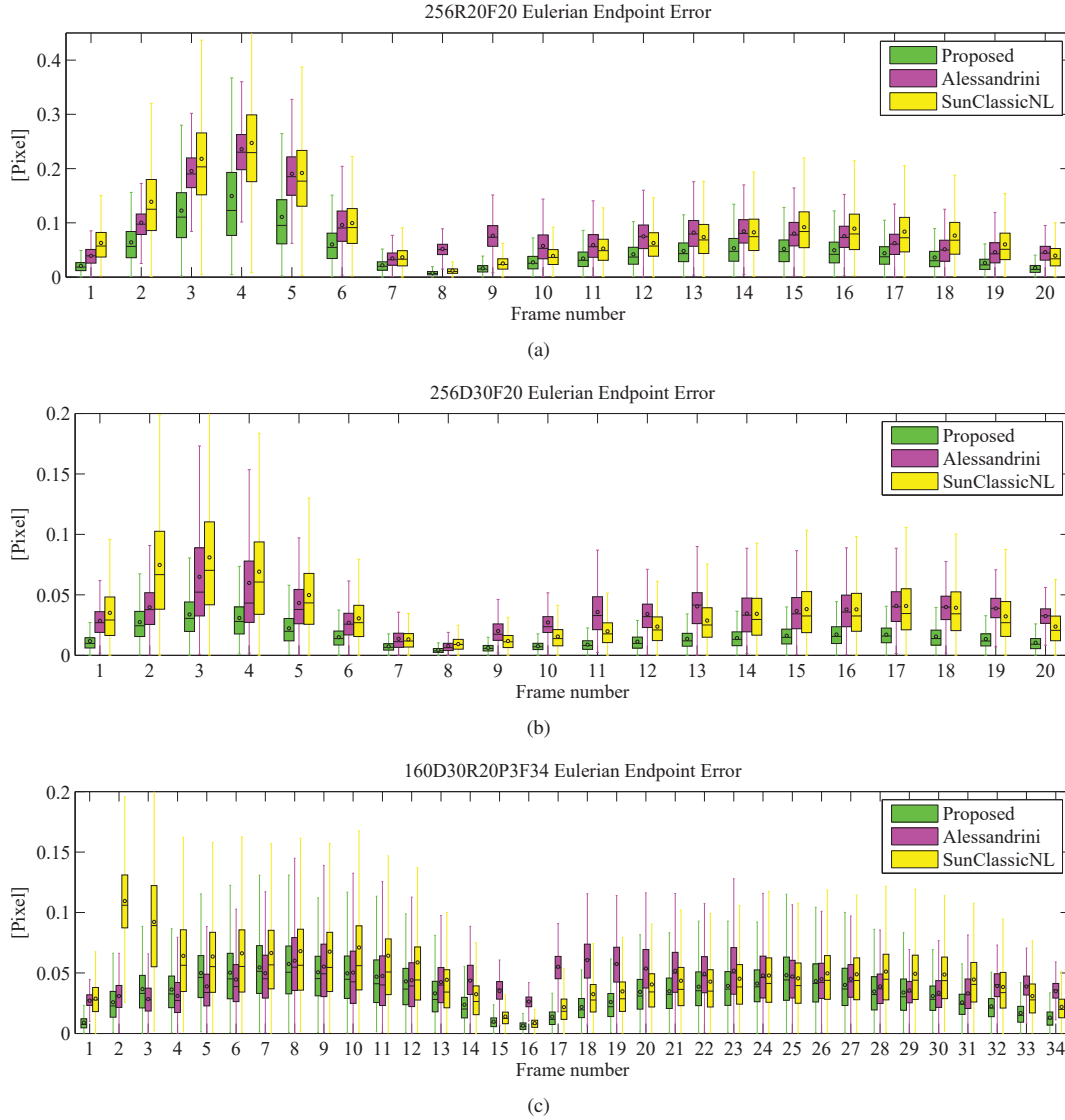 256R20F20 Eulerian Endpoint Error
0.4
0.3
0.2
0.1
0
[Pixel]
Proposed
Alessandrini
SunClassicNL
1 2 3 4 5 6 7 8 9 10 11 12 13 14 15 16 17 18 19 20
Frame number
(a)
256D30F20 Eulerian Endpoint Error
0.2
0.15
0.1
0.05
0
[Pixel]
Proposed
Alessandrini
SunClassicNL
1 2 3 4 5 6 7 8 9 10 11 12 13 14 15 16 17 18 19 20
Frame number
(b)
160D30R20P3F34 Eulerian Endpoint Error
0.2
0.15
0.1
0.05
0
[Pixel]
Proposed
Alessandrini
SunClassicNL
1 2 3 4 5 6 7 8 9 10 11 12 13 14 15 16 17 18 19 20 21 22 23 24 25 26 27 28 29 30 31 32 33 34
Frame number
(c)